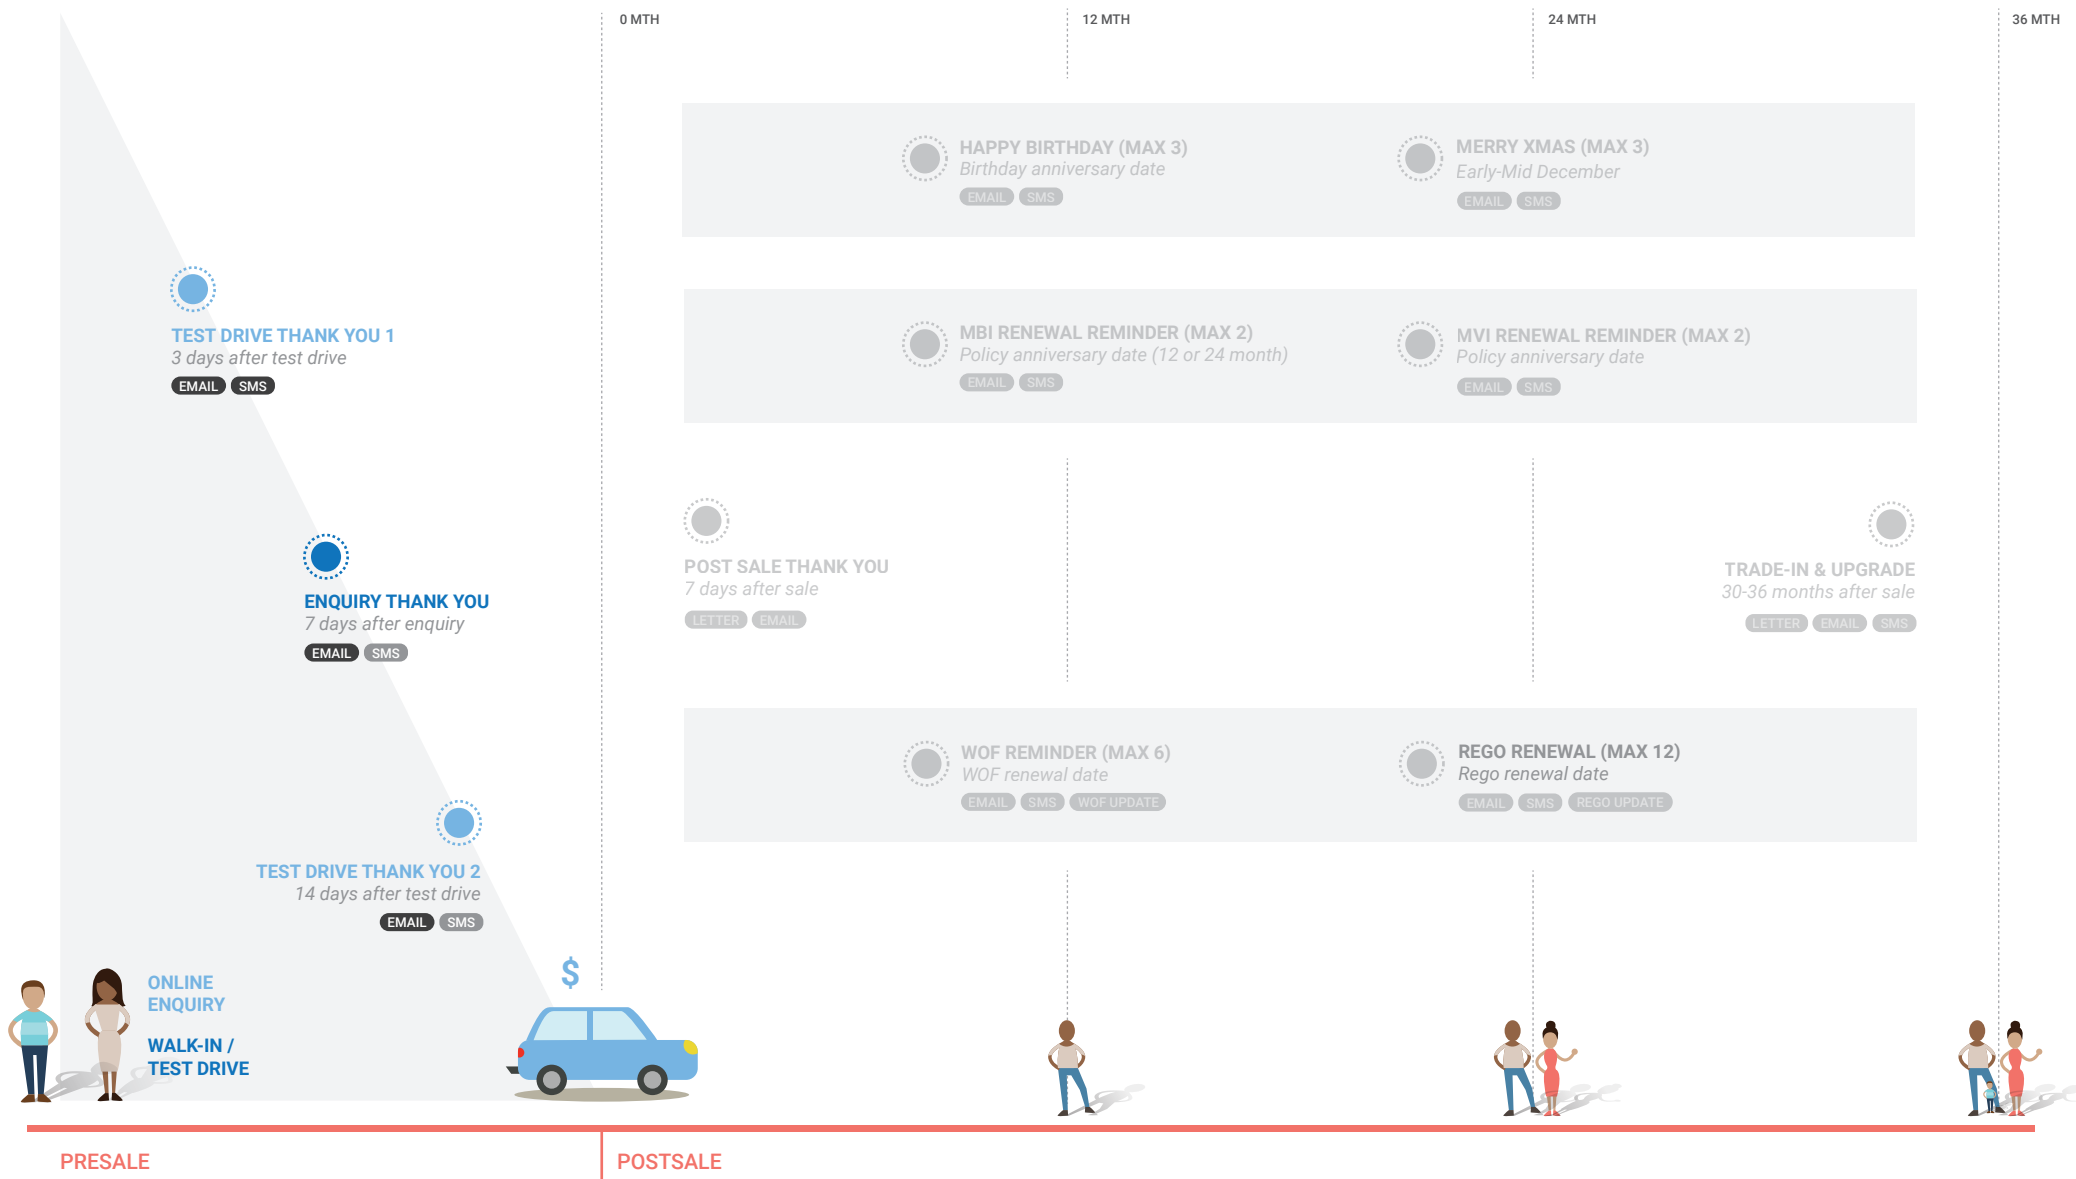 0 MTH
12 MTH
24 MTH
36 MTH
HAPPY BIRTHDAY (MAX 3)
Birthday anniversary date
EMAIL SMS
MERRY XMAS (MAX 3)
Early-Mid December
EMAIL SMS
TEST DRIVE THANK YOU 1
3 days after test drive
EMAIL SMS
MBI RENEWAL REMINDER (MAX 2)
Policy anniversary date (12 or 24 month)
EMAIL SMS
MVI RENEWAL REMINDER (MAX 2)
Policy anniversary date
EMAIL SMS
ENQUIRY THANK YOU
7 days after enquiry
EMAIL SMS
POST SALE THANK YOU
7 days after sale
LETTER EMAIL
TRADE-IN & UPGRADE
30-36 months after sale
LETTER EMAIL SMS
WOF REMINDER (MAX 6)
WOF renewal date
EMAIL SMS WOF UPDATE
REGO RENEWAL (MAX 12)
Rego renewal date
EMAIL SMS REGO UPDATE
TEST DRIVE THANK YOU 2
14 days after test drive
EMAIL SMS
ONLINE
ENQUIRY
WALK-IN /
TEST DRIVE
$
PRESALE
POSTSALE